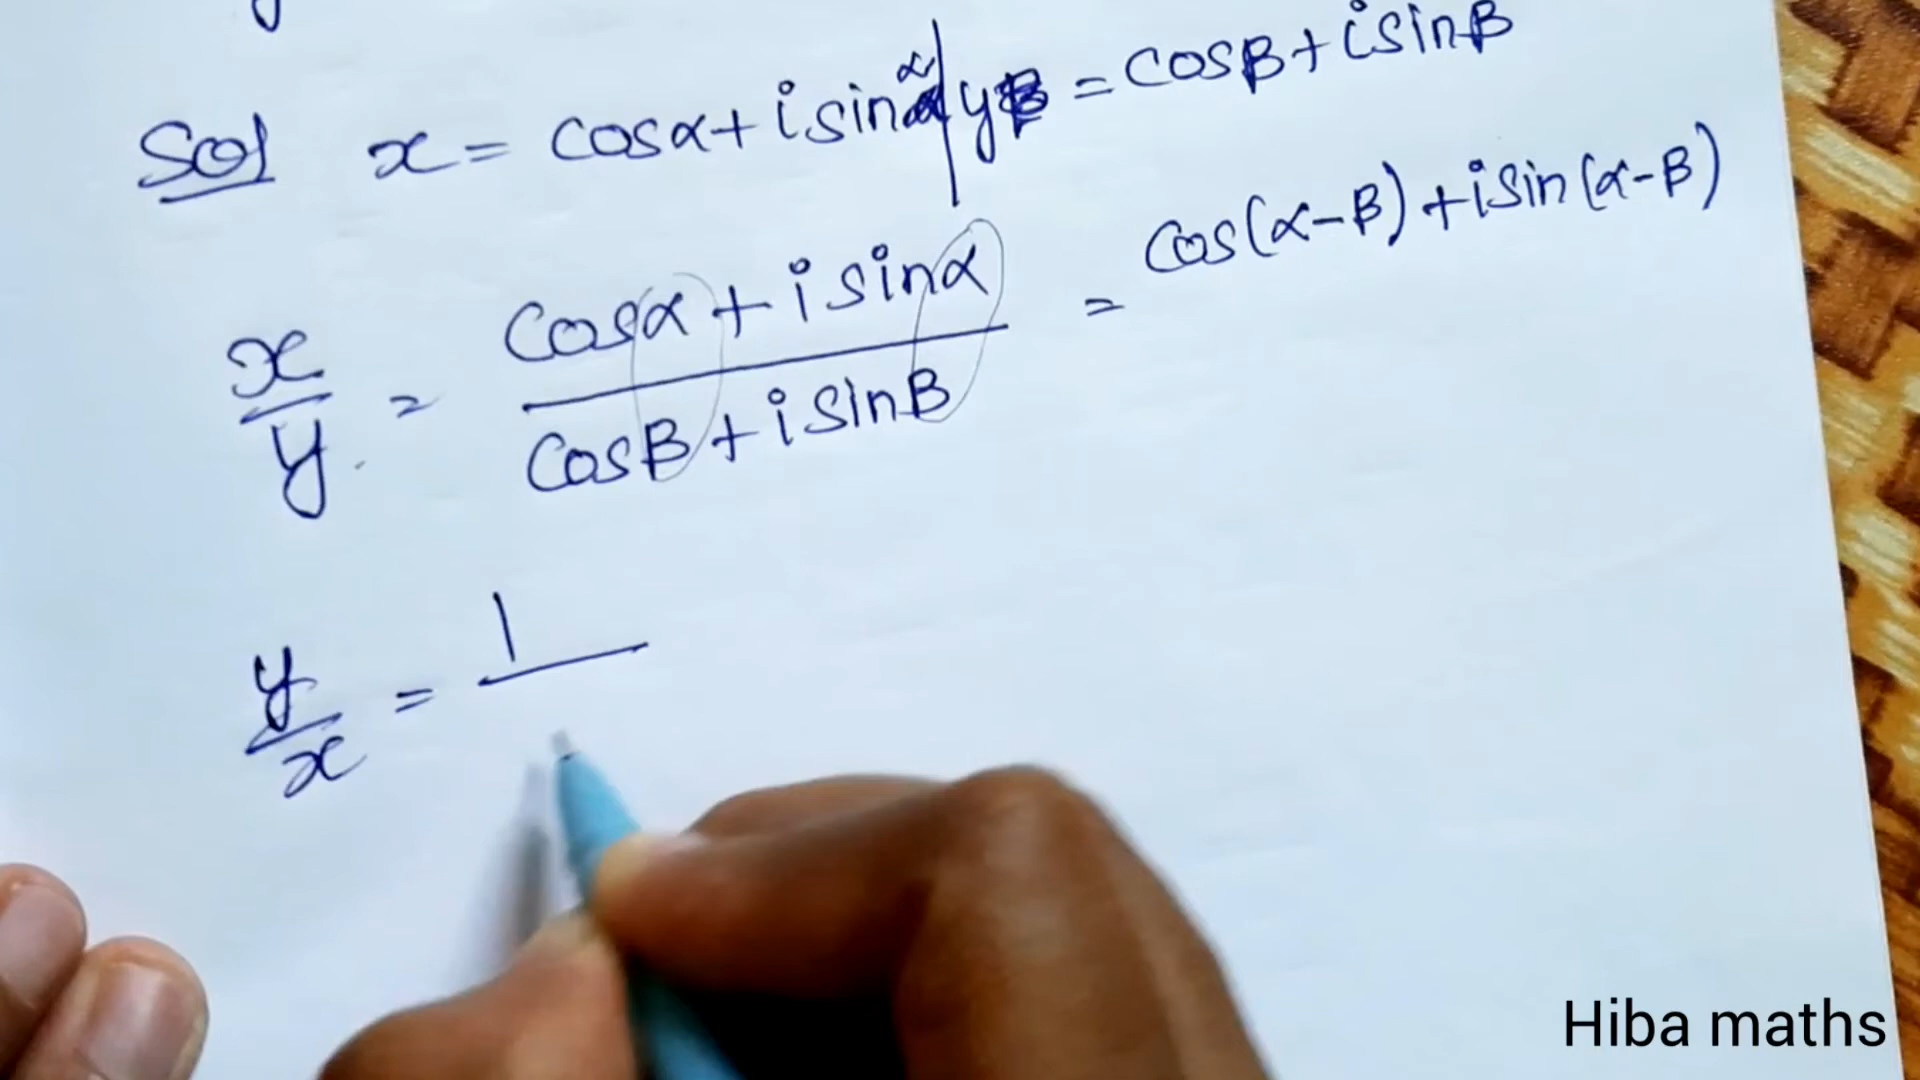 Sol x = cosα + i sinα | y = cosβ + i sinβ
x/y = cosα + i sinα / cosβ + i sinβ = cos(α-β) + i sin(α-β)
y/x = 1
Hiba maths